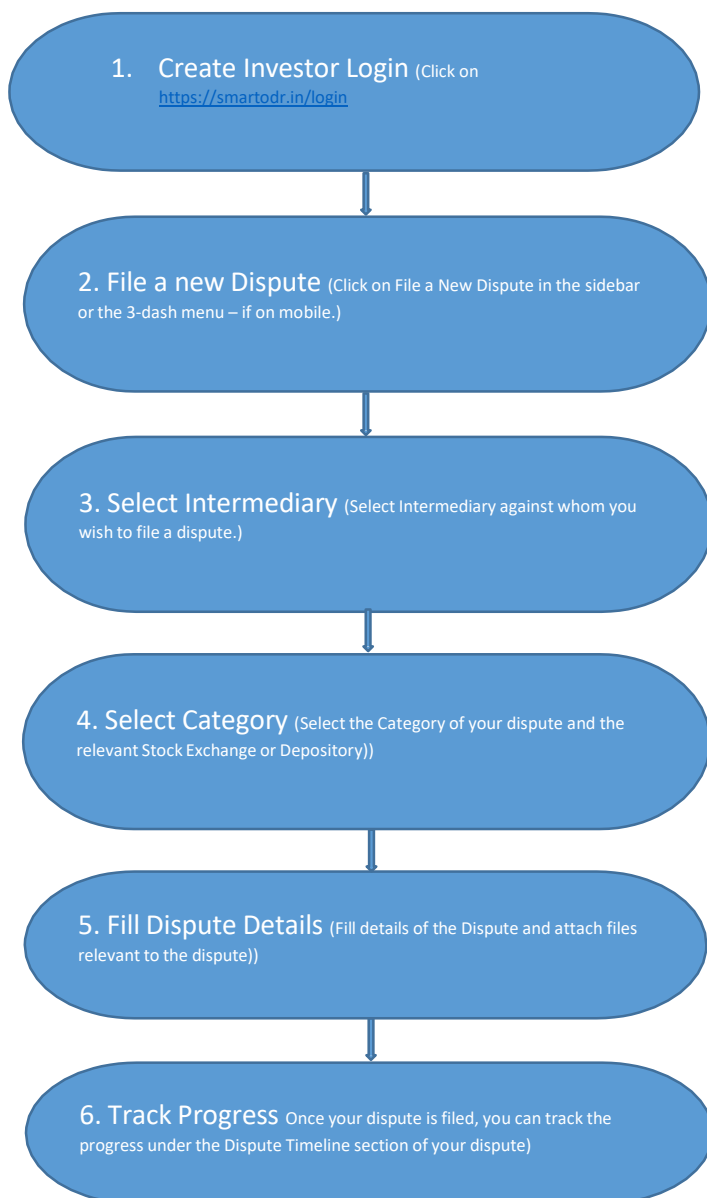 1. Create Investor Login (Click on
https://smartodr.in/login
2. File a new Dispute (Click on File a New Dispute in the sidebar
or the 3-dash menu – if on mobile.)
3. Select Intermediary (Select Intermediary against whom you
wish to file a dispute.)
4. Select Category (Select the Category of your dispute and the
relevant Stock Exchange or Depository))
5. Fill Dispute Details (Fill details of the Dispute and attach files
relevant to the dispute))
6. Track Progress Once your dispute is filed, you can track the
progress under the Dispute Timeline section of your dispute)